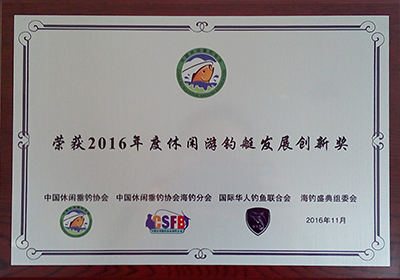 荣获2016年度休闲游钓艇发展创新奖
中国休闲垂钓协会 中国休闲垂钓协会海钓分会 国际华人钓鱼联合会 海钓盛典组委会
CSFB
2016年11月